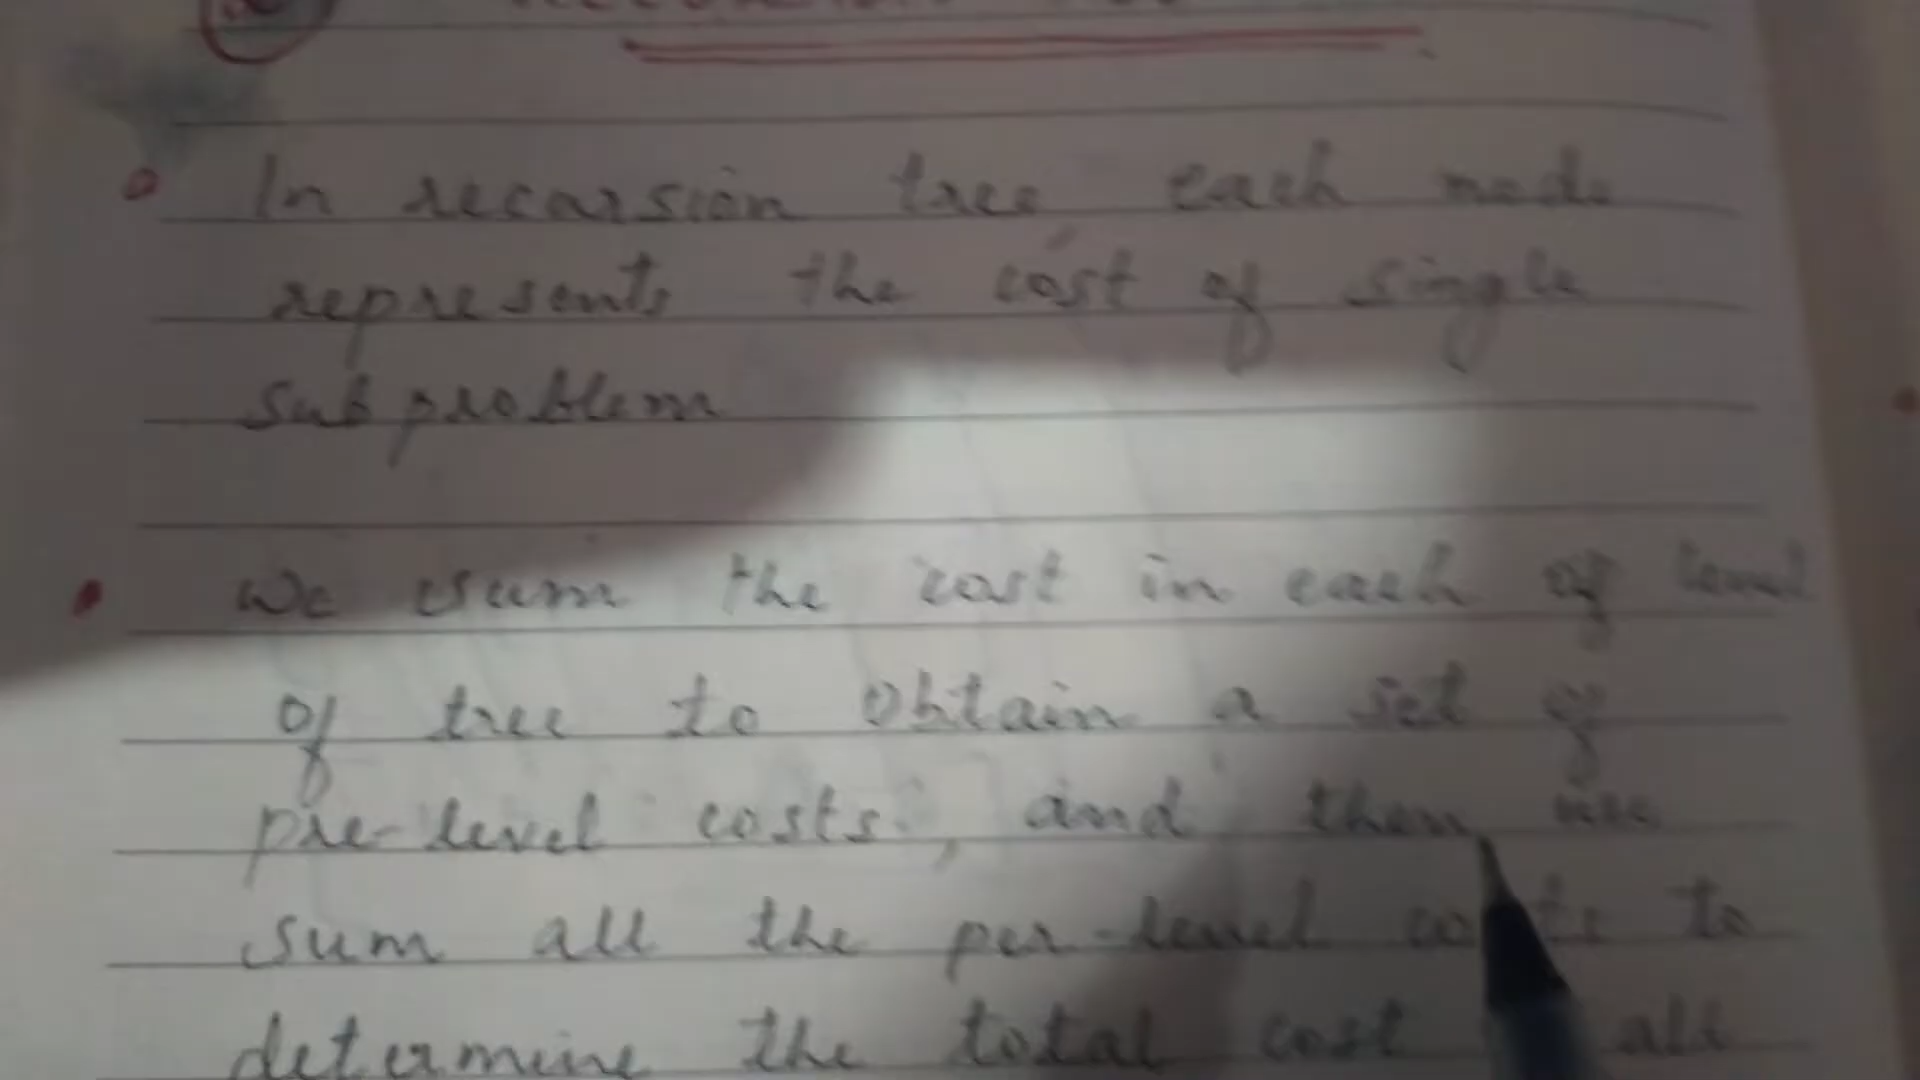 In recarsion tree each node
represents the cost of single
subproblem
We sum the cost in each of level
of tree to obtain a set of
pre-level costs, and then we
sum all the per-level costs to
determine the total cost all